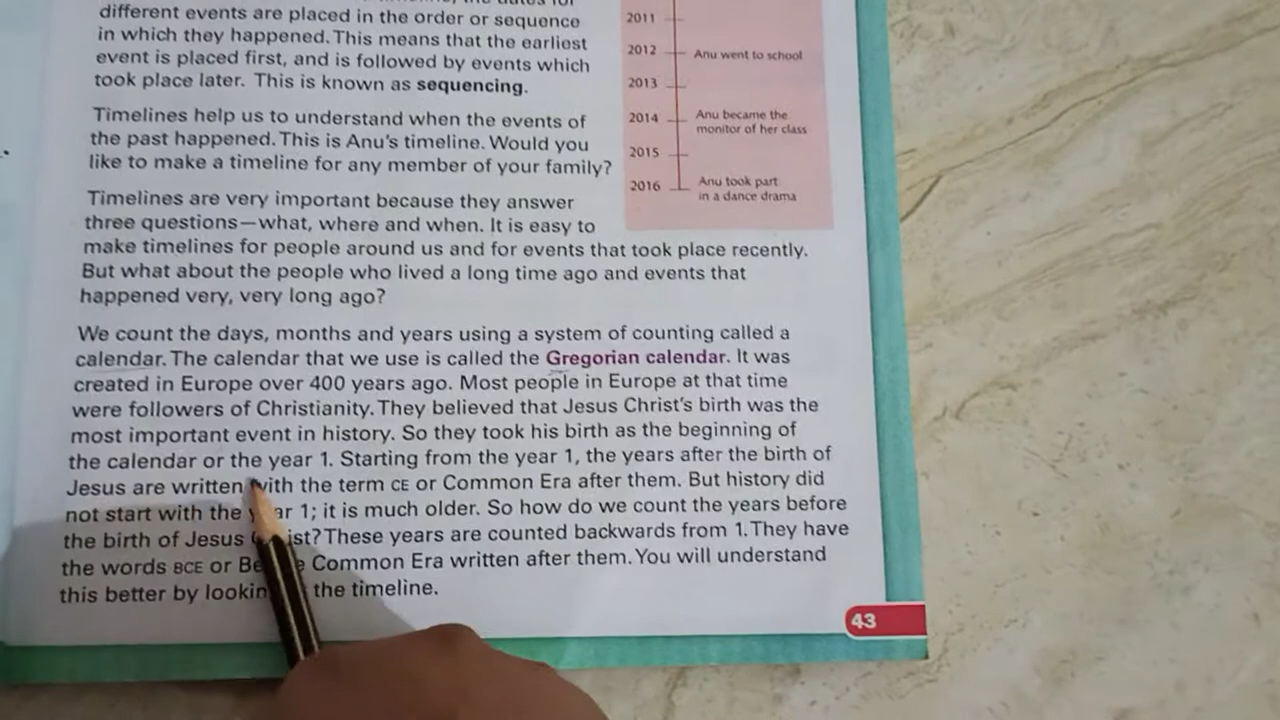 different events are placed in the order or sequence
in which they happened. This means that the earliest
event is placed first, and is followed by events which
took place later. This is known as sequencing.
Timelines help us to understand when the events of
the past happened. This is Anu's timeline. Would you
like to make a timeline for any member of your family?
Timelines are very important because they answer
three questions—what, where and when. It is easy to
make timelines for people around us and for events that took place recently.
But what about the people who lived a long time ago and events that
happened very, very long ago?
We count the days, months and years using a system of counting called a
calendar. The calendar that we use is called the Gregorian calendar. It was
created in Europe over 400 years ago. Most people in Europe at that time
were followers of Christianity. They believed that Jesus Christ's birth was the
most important event in history. So they took his birth as the beginning of
the calendar or the year 1. Starting from the year 1, the years after the birth of
Jesus are written with the term CE or Common Era after them. But history did
not start with the 1; it is much older. So how do we count the years before
the birth of Jesus These years are counted backwards from 1. They have
the words BCE or Common Era written after them. You will understand
this better by the timeline.
2011
2012 Anu went to school
2013
2014 Anu became the
monitor of her class
2015
2016 Anu took part
in a dance drama
43